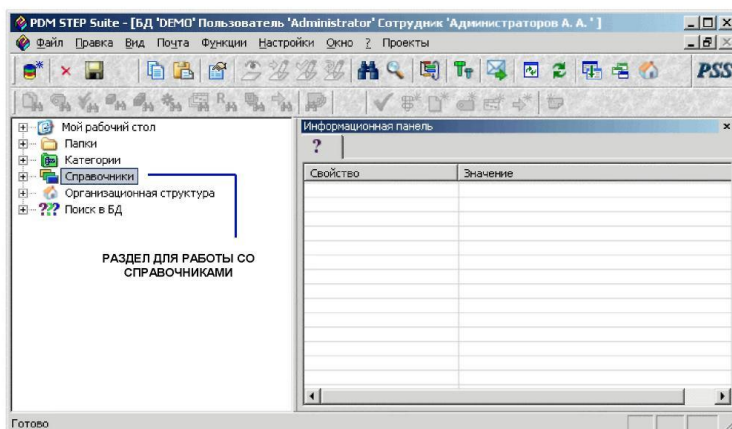 PDM STEP Suite - [БД 'DEMO' Пользователь 'Administrator' Сотрудник 'Администраторов А. А. ' ]
Файл Правка Вид Почта Функции Настройки Окно ? Проекты
PSS
Мой рабочий стол
Папки
Категории
Справочники
Организационная структура
??? Поиск в БД
РАЗДЕЛ ДЛЯ РАБОТЫ СО
СПРАВОЧНИКАМИ
Информационная панель
?
Свойство Значение
Готово